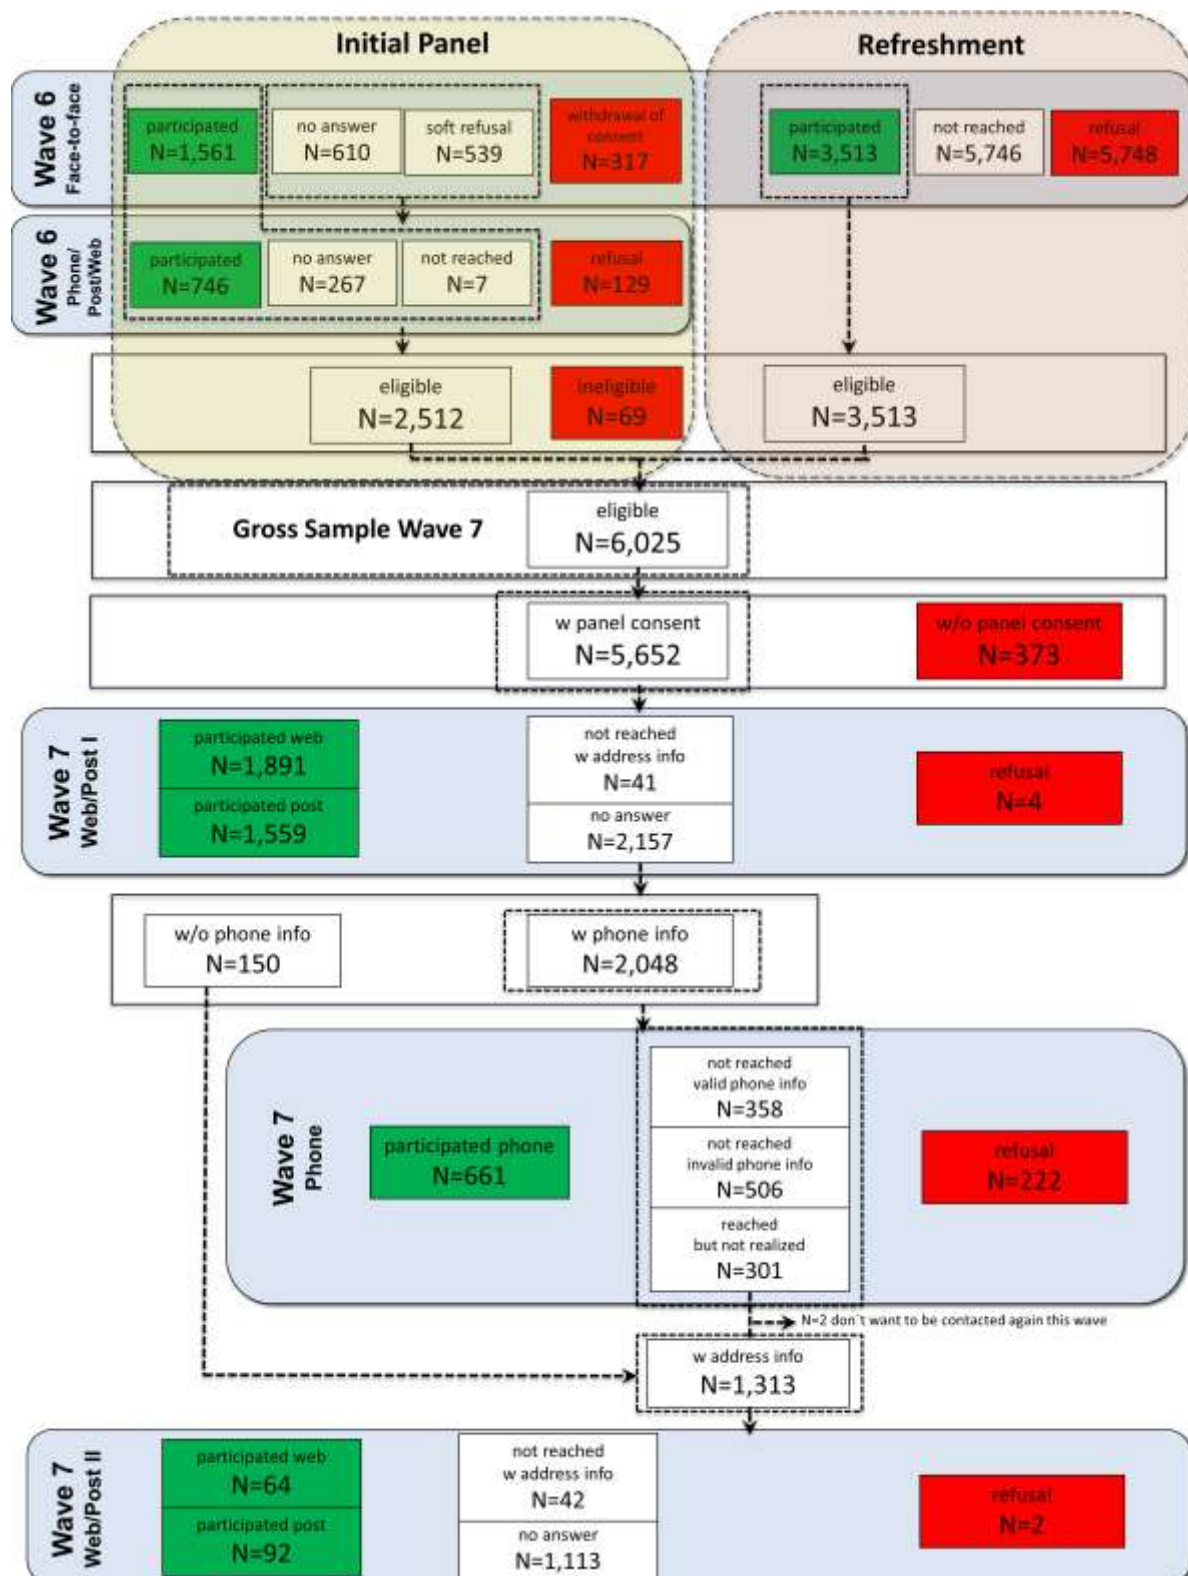 Initial Panel
Refreshment
Wave 6
Face-to-face
participated
N=1,561
no answer
N=610
soft refusal
N=539
withdrawal of
consent
N=317
participated
N=3,513
not reached
N=5,746
refusal
N=5,748
Wave 6
Phone/
Post/Web
participated
N=746
no answer
N=267
not reached
N=7
refusal
N=129
eligible
N=2,512
ineligible
N=69
eligible
N=3,513
Gross Sample Wave 7
eligible
N=6,025
w panel consent
N=5,652
w/o panel consent
N=373
Wave 7
Web/Post I
participated web
N=1,891
participated post
N=1,559
not reached
w address info
N=41
no answer
N=2,157
refusal
N=4
w/o phone info
N=150
w phone info
N=2,048
Wave 7
Phone
participated phone
N=661
not reached
valid phone info
N=358
not reached
invalid phone info
N=506
reached
but not realized
N=301
refusal
N=222
N=2 don´t want to be contacted again this wave
w address info
N=1,313
Wave 7
Web/Post II
participated web
N=64
participated post
N=92
not reached
w address info
N=42
no answer
N=1,113
refusal
N=2